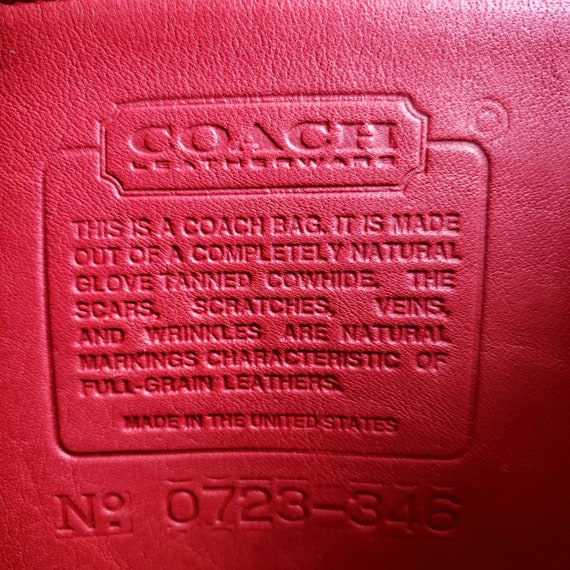 COACH
LEATHERWARE
THIS IS A COACH BAG. IT IS MADE
OUT OF A COMPLETELY NATURAL
GLOVE TANNED COWHIDE. THE
SCARS, SCRATCHES, VEINS,
AND WRINKLES ARE NATURAL
MARKINGS CHARACTERISTIC OF
FULL-GRAIN LEATHERS.
MADE IN THE UNITED STATES
No: 0723-346